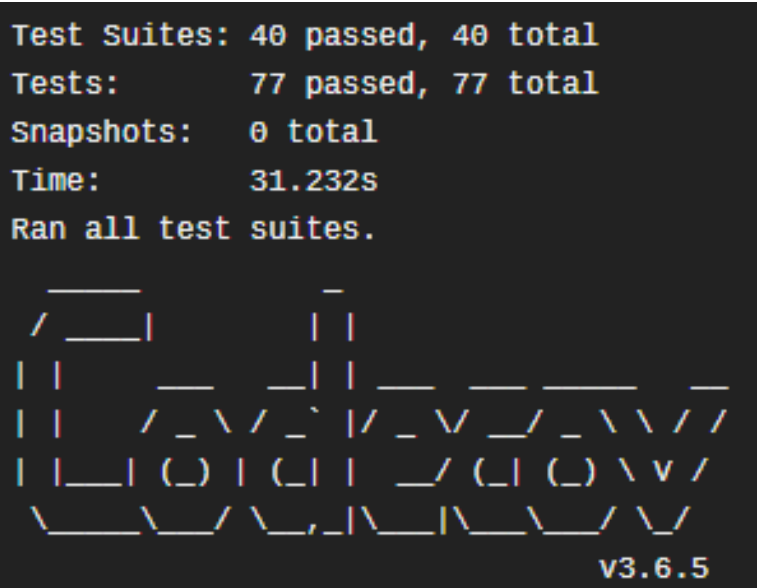 Test Suites: 40 passed, 40 total
Tests:       77 passed, 77 total
Snapshots:   0 total
Time:        31.232s
Ran all test suites.
Codecov
v3.6.5